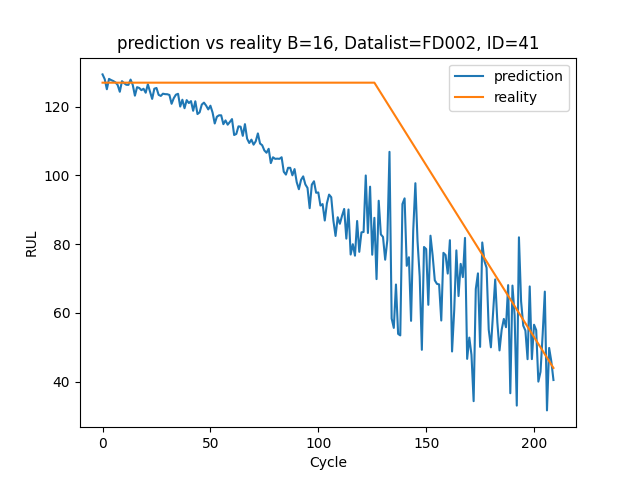 prediction vs reality B=16, Datalist=FD002, ID=41
prediction
reality
RUL
120
100
80
60
40
0 50 100 150 200
Cycle